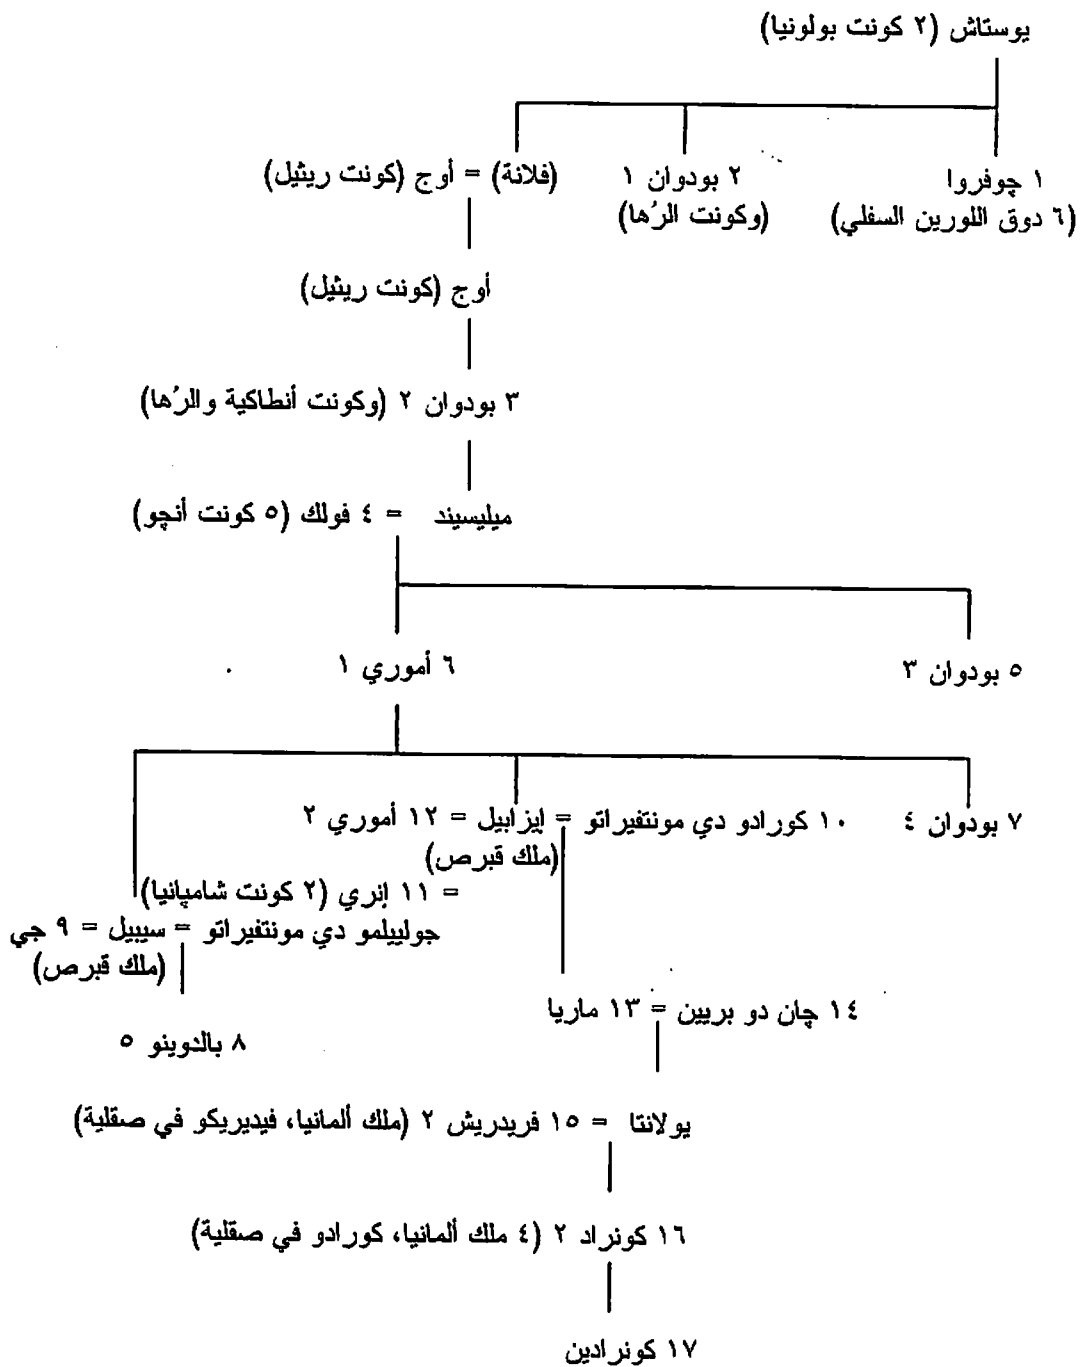 يوستاش (٢ كونت بولونيا)
١ چوفروا ٢ بودوان ١ (فلانة) = أوج (كونت ريثيل)
(٦ دوق اللورين السفلي) (وكونت الرُها)
أوج (كونت ريثيل)
٣ بودوان ٢ (وكونت أنطاكية والرُها)
ميليسيند = ٤ فولك (٥ كونت أنچو)
٥ بودوان ٣ ٦ أموري ١
٧ بودوان ٤ ١٠ كورادو دي مونتفيراتو = إيزابيل = ١٢ أموري ٢
(ملك قبرص)
= ١١ إنري (٢ كونت شامپانيا)
جولييلمو دي مونتفيراتو = سيبيل = ٩ جي
(ملك قبرص)
١٤ چان دو بريين = ١٣ ماريا
٨ بالدوينو ٥
يولانتا = ١٥ فريدريش ٢ (ملك ألمانيا، فيديريكو في صقلية)
١٦ كونراد ٢ (٤ ملك ألمانيا، كورادو في صقلية)
١٧ كونرادين